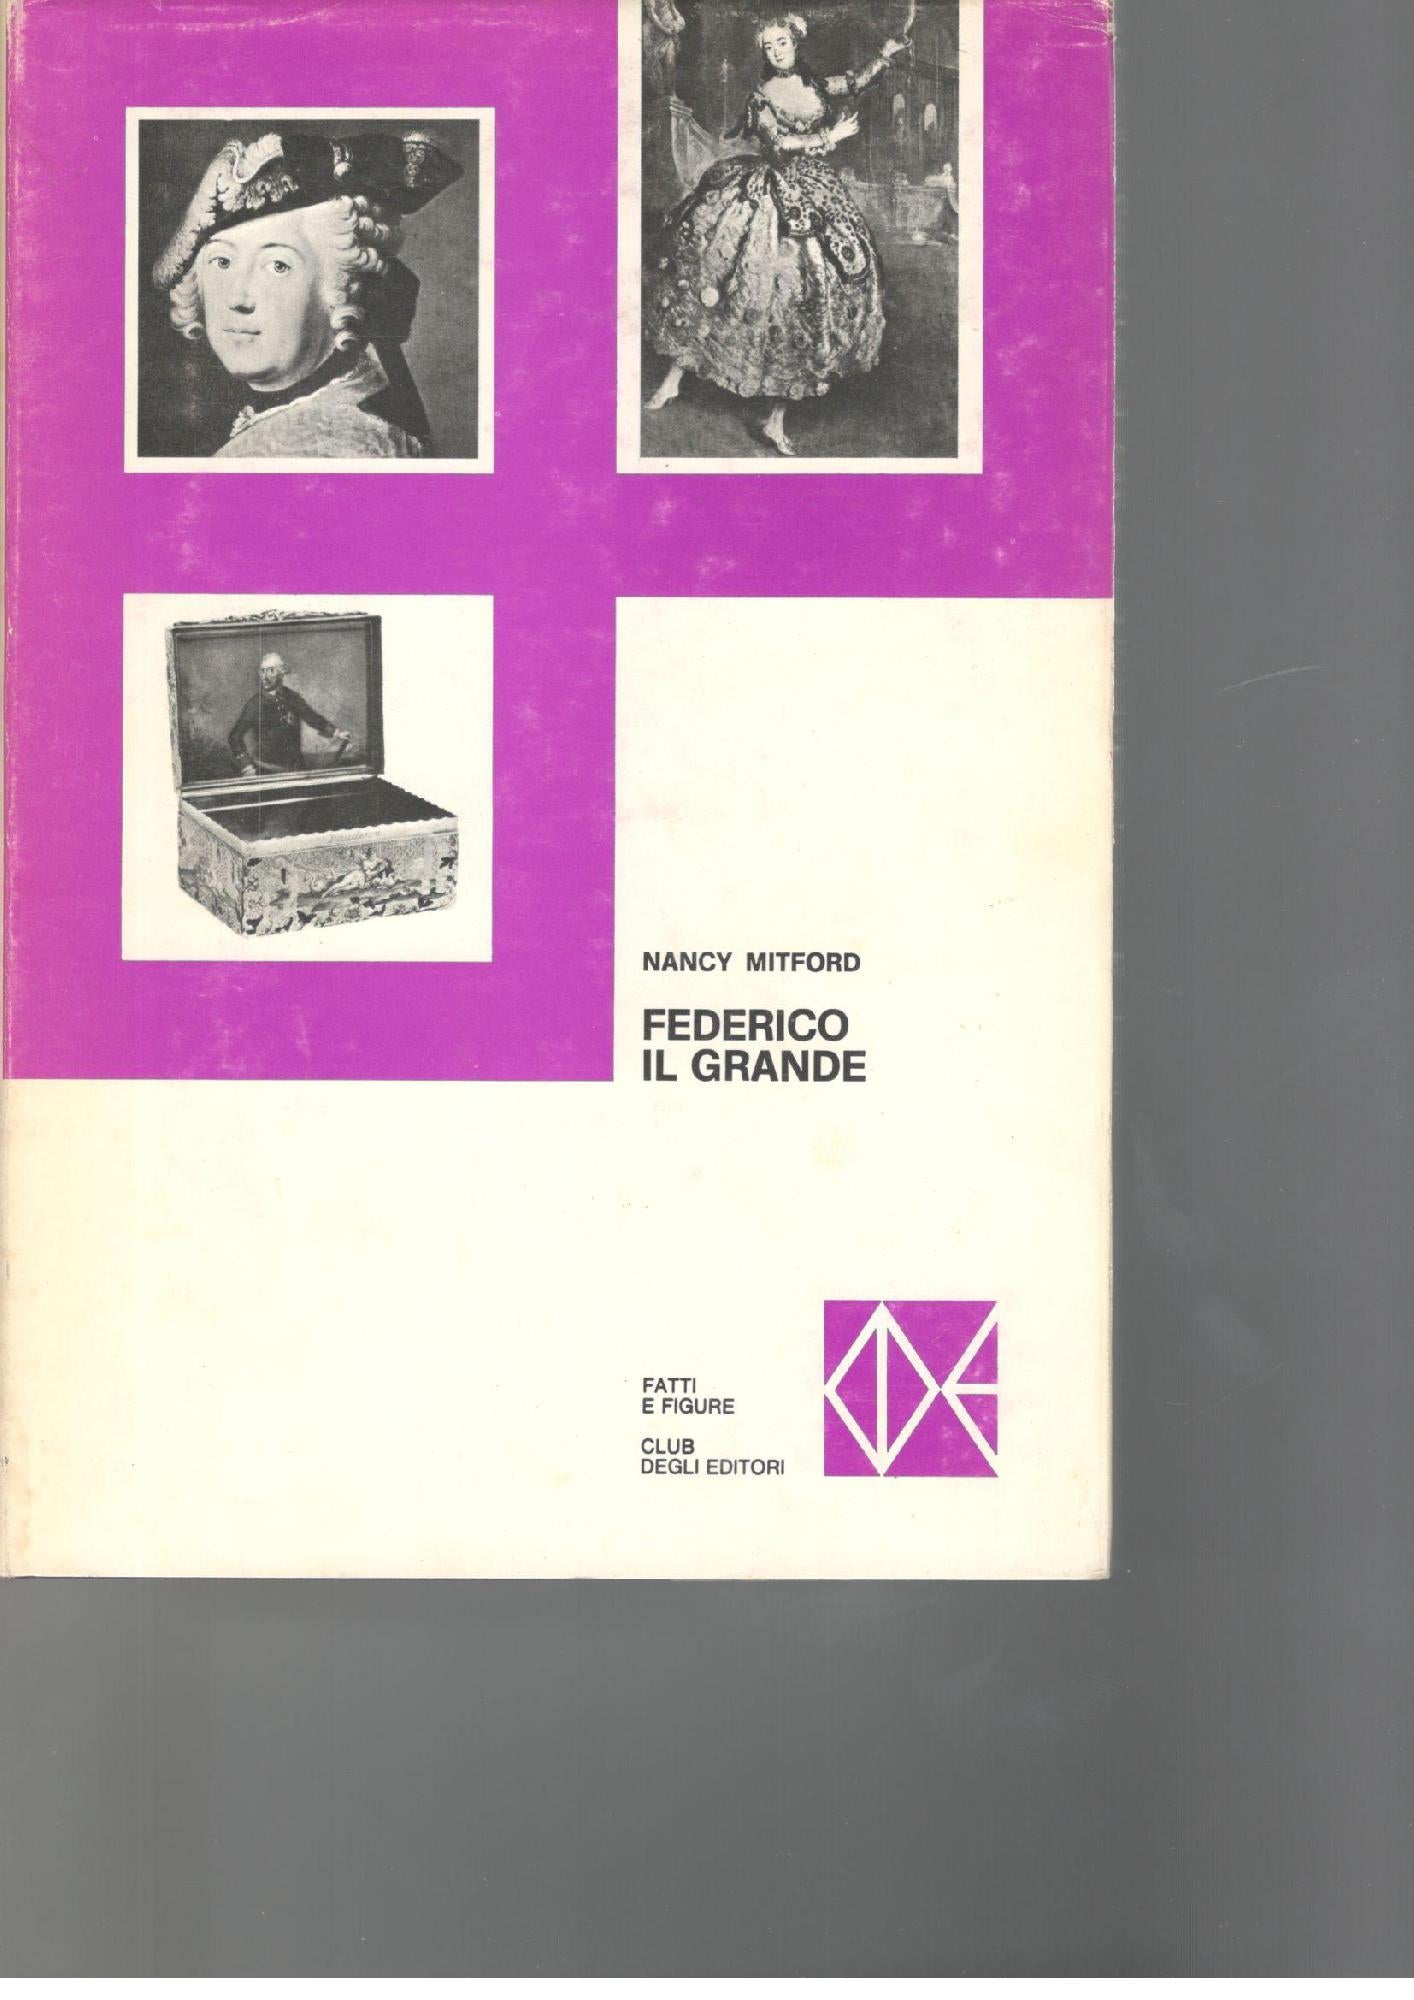 NANCY MITFORD
FEDERICO
IL GRANDE
FATTI
E FIGURE
CLUB
DEGLI EDITORI